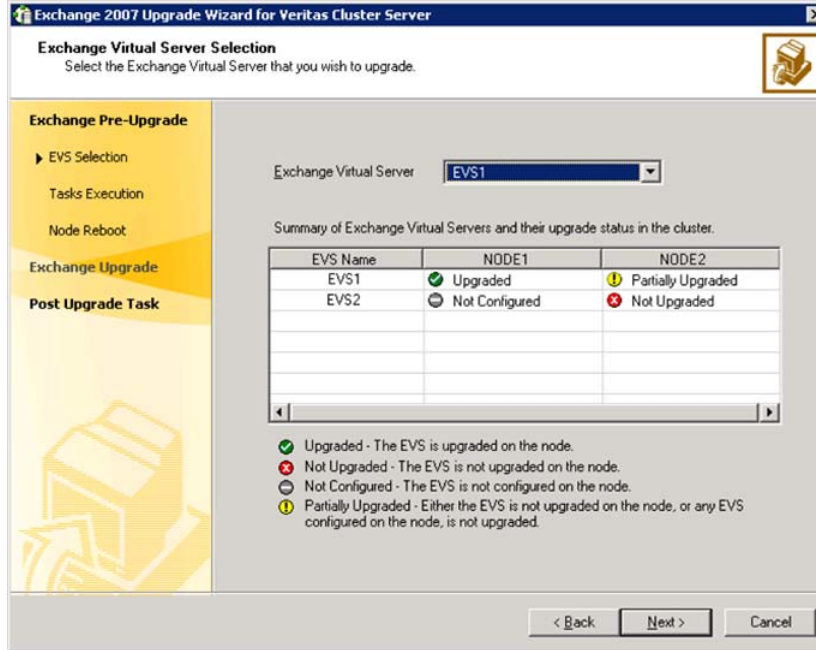 Exchange 2007 Upgrade Wizard for Veritas Cluster Server
Exchange Virtual Server Selection
Select the Exchange Virtual Server that you wish to upgrade.
Exchange Pre-Upgrade
EVS Selection
Tasks Execution
Node Reboot
Exchange Upgrade
Post Upgrade Task
Exchange Virtual Server EVS1
Summary of Exchange Virtual Servers and their upgrade status in the cluster.
EVS Name NODE1 NODE2
EVS1 Upgraded Partially Upgraded
EVS2 Not Configured Not Upgraded
Upgraded - The EVS is upgraded on the node.
Not Upgraded - The EVS is not upgraded on the node.
Not Configured - The EVS is not configured on the node.
Partially Upgraded - Either the EVS is not upgraded on the node, or any EVS
configured on the node, is not upgraded.
< Back Next > Cancel